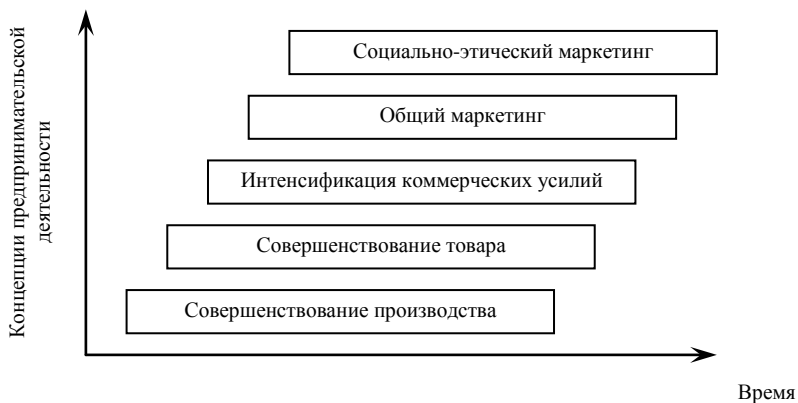 Концепции предпринимательской
деятельности
Социально-этический маркетинг
Общий маркетинг
Интенсификация коммерческих усилий
Совершенствование товара
Совершенствование производства
Время